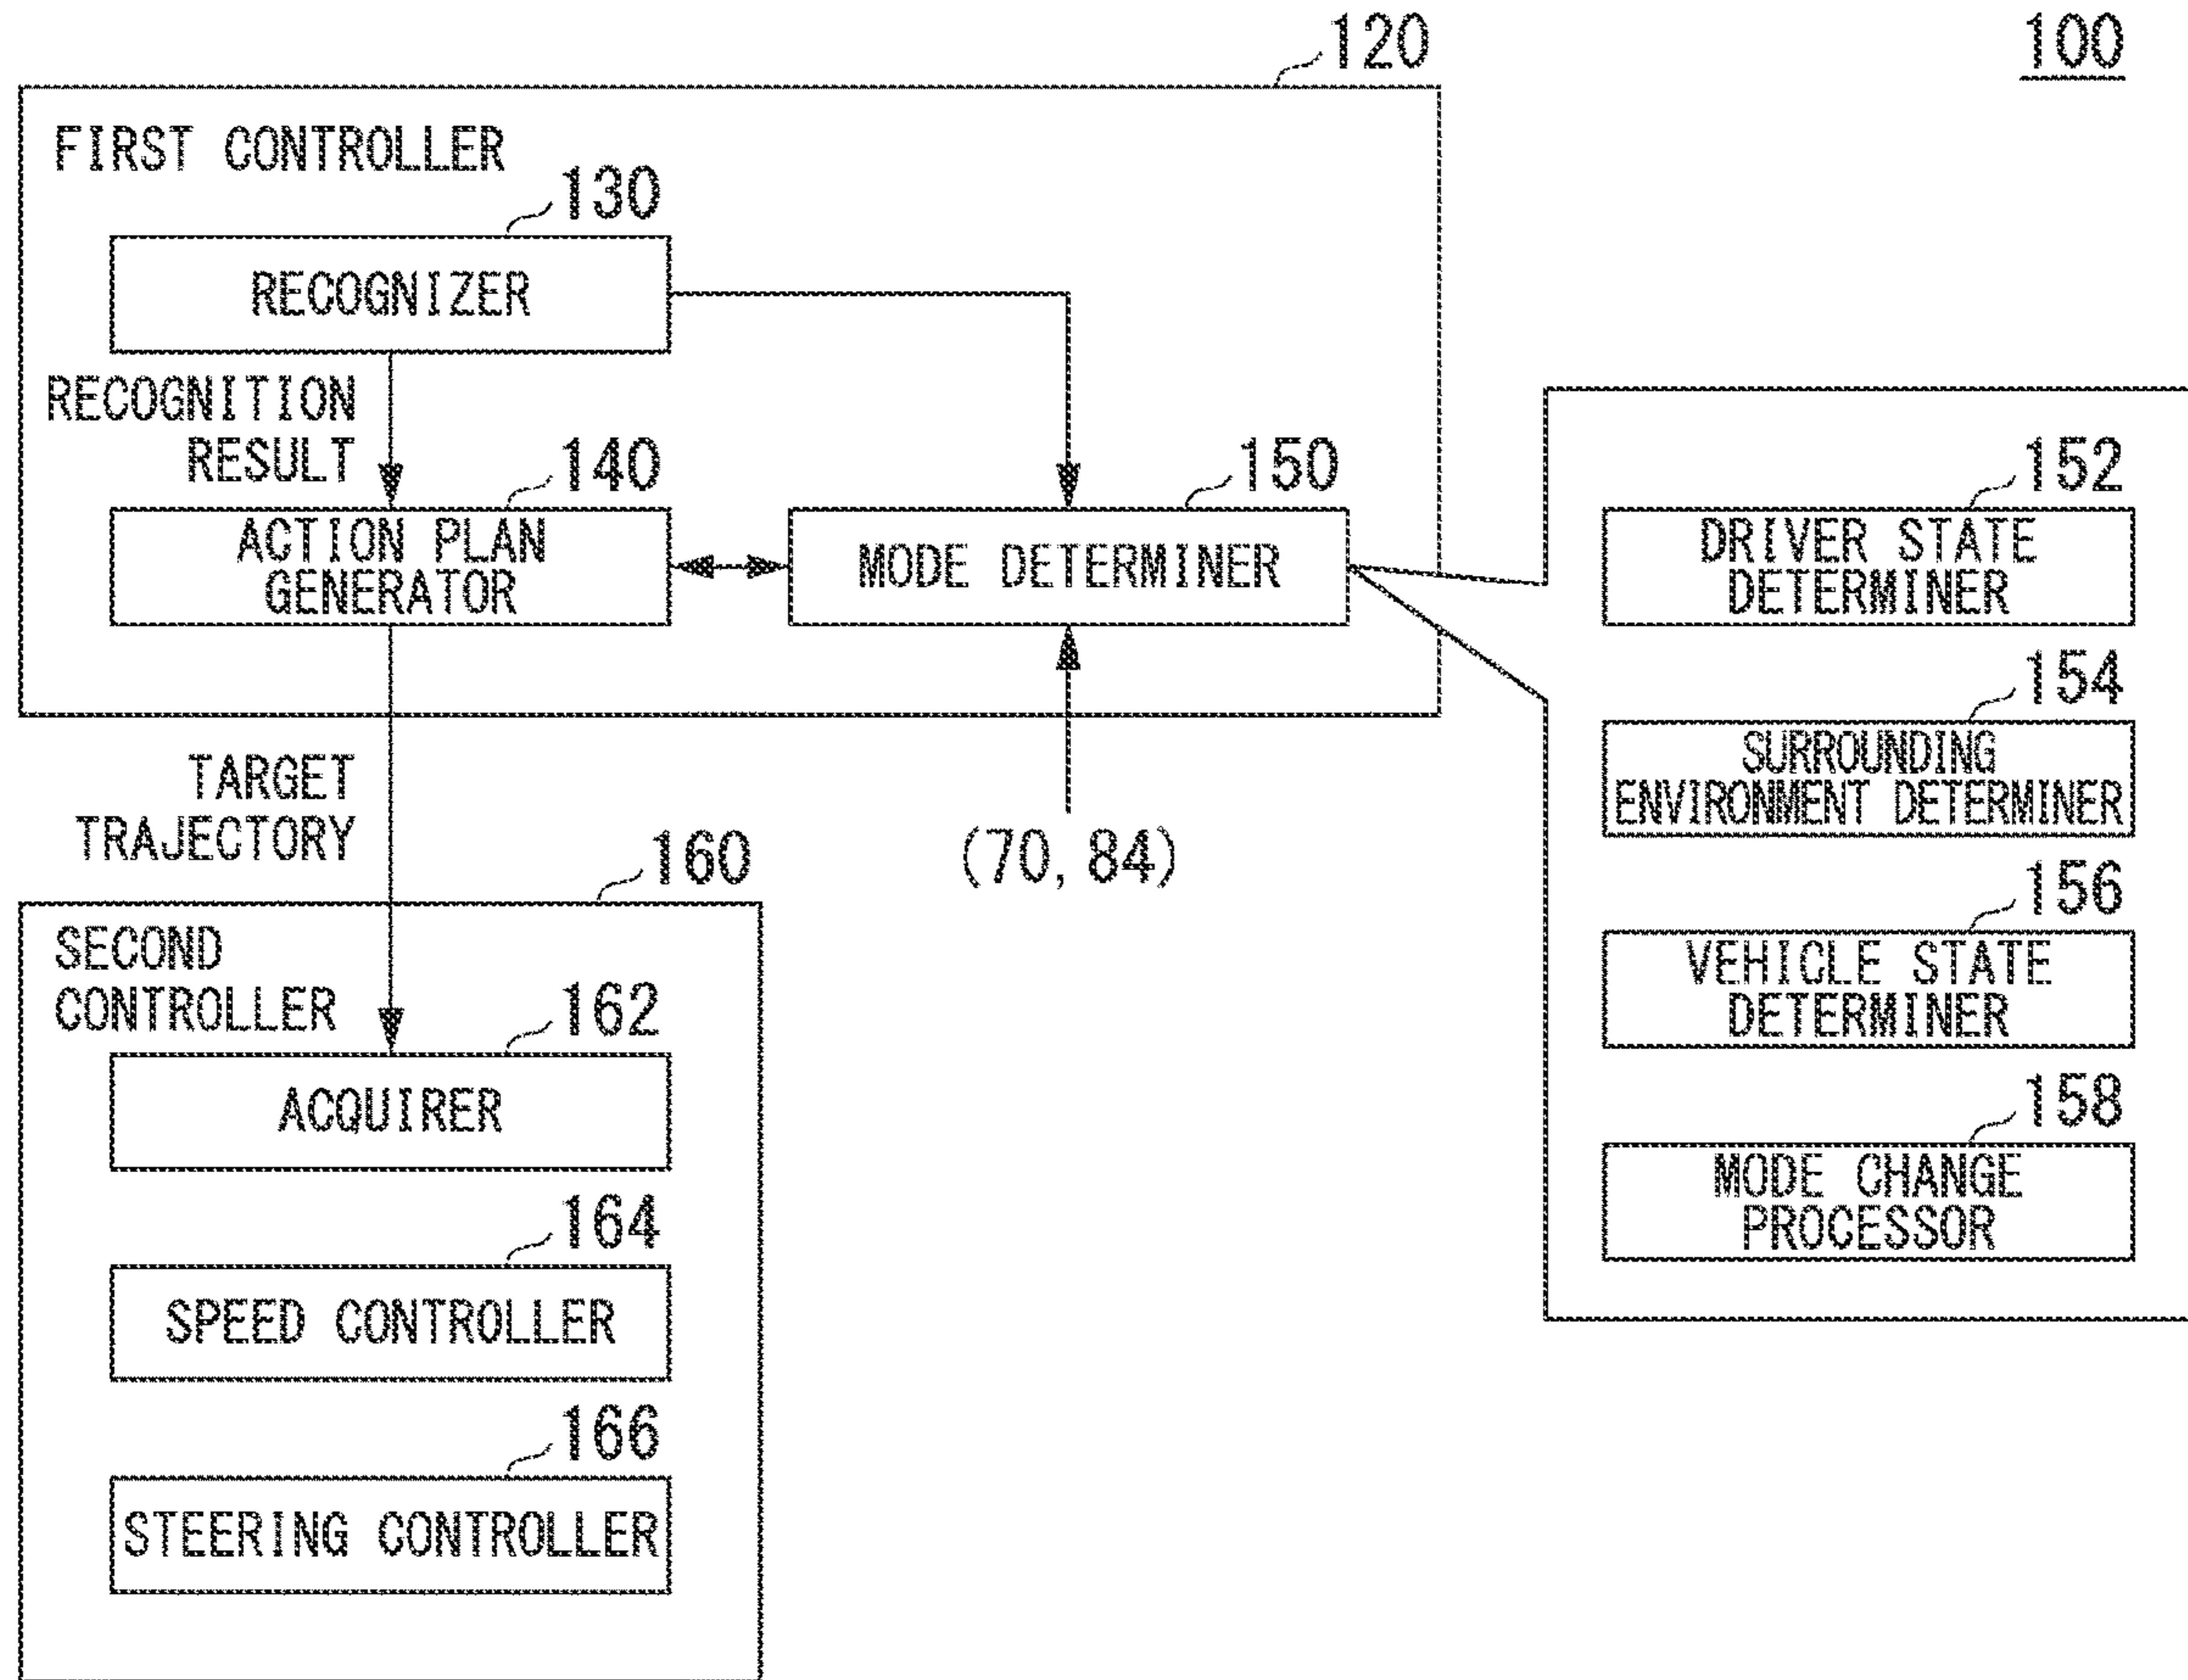 120
100
FIRST CONTROLLER
130
RECOGNIZER
RECOGNITION
RESULT
140
ACTION PLAN
GENERATOR
150
MODE DETERMINER
(70, 84)
152
DRIVER STATE
DETERMINER
154
SURROUNDING
ENVIRONMENT DETERMINER
156
VEHICLE STATE
DETERMINER
158
MODE CHANGE
PROCESSOR
TARGET
TRAJECTORY
160
SECOND
CONTROLLER
162
ACQUIRER
164
SPEED CONTROLLER
166
STEERING CONTROLLER